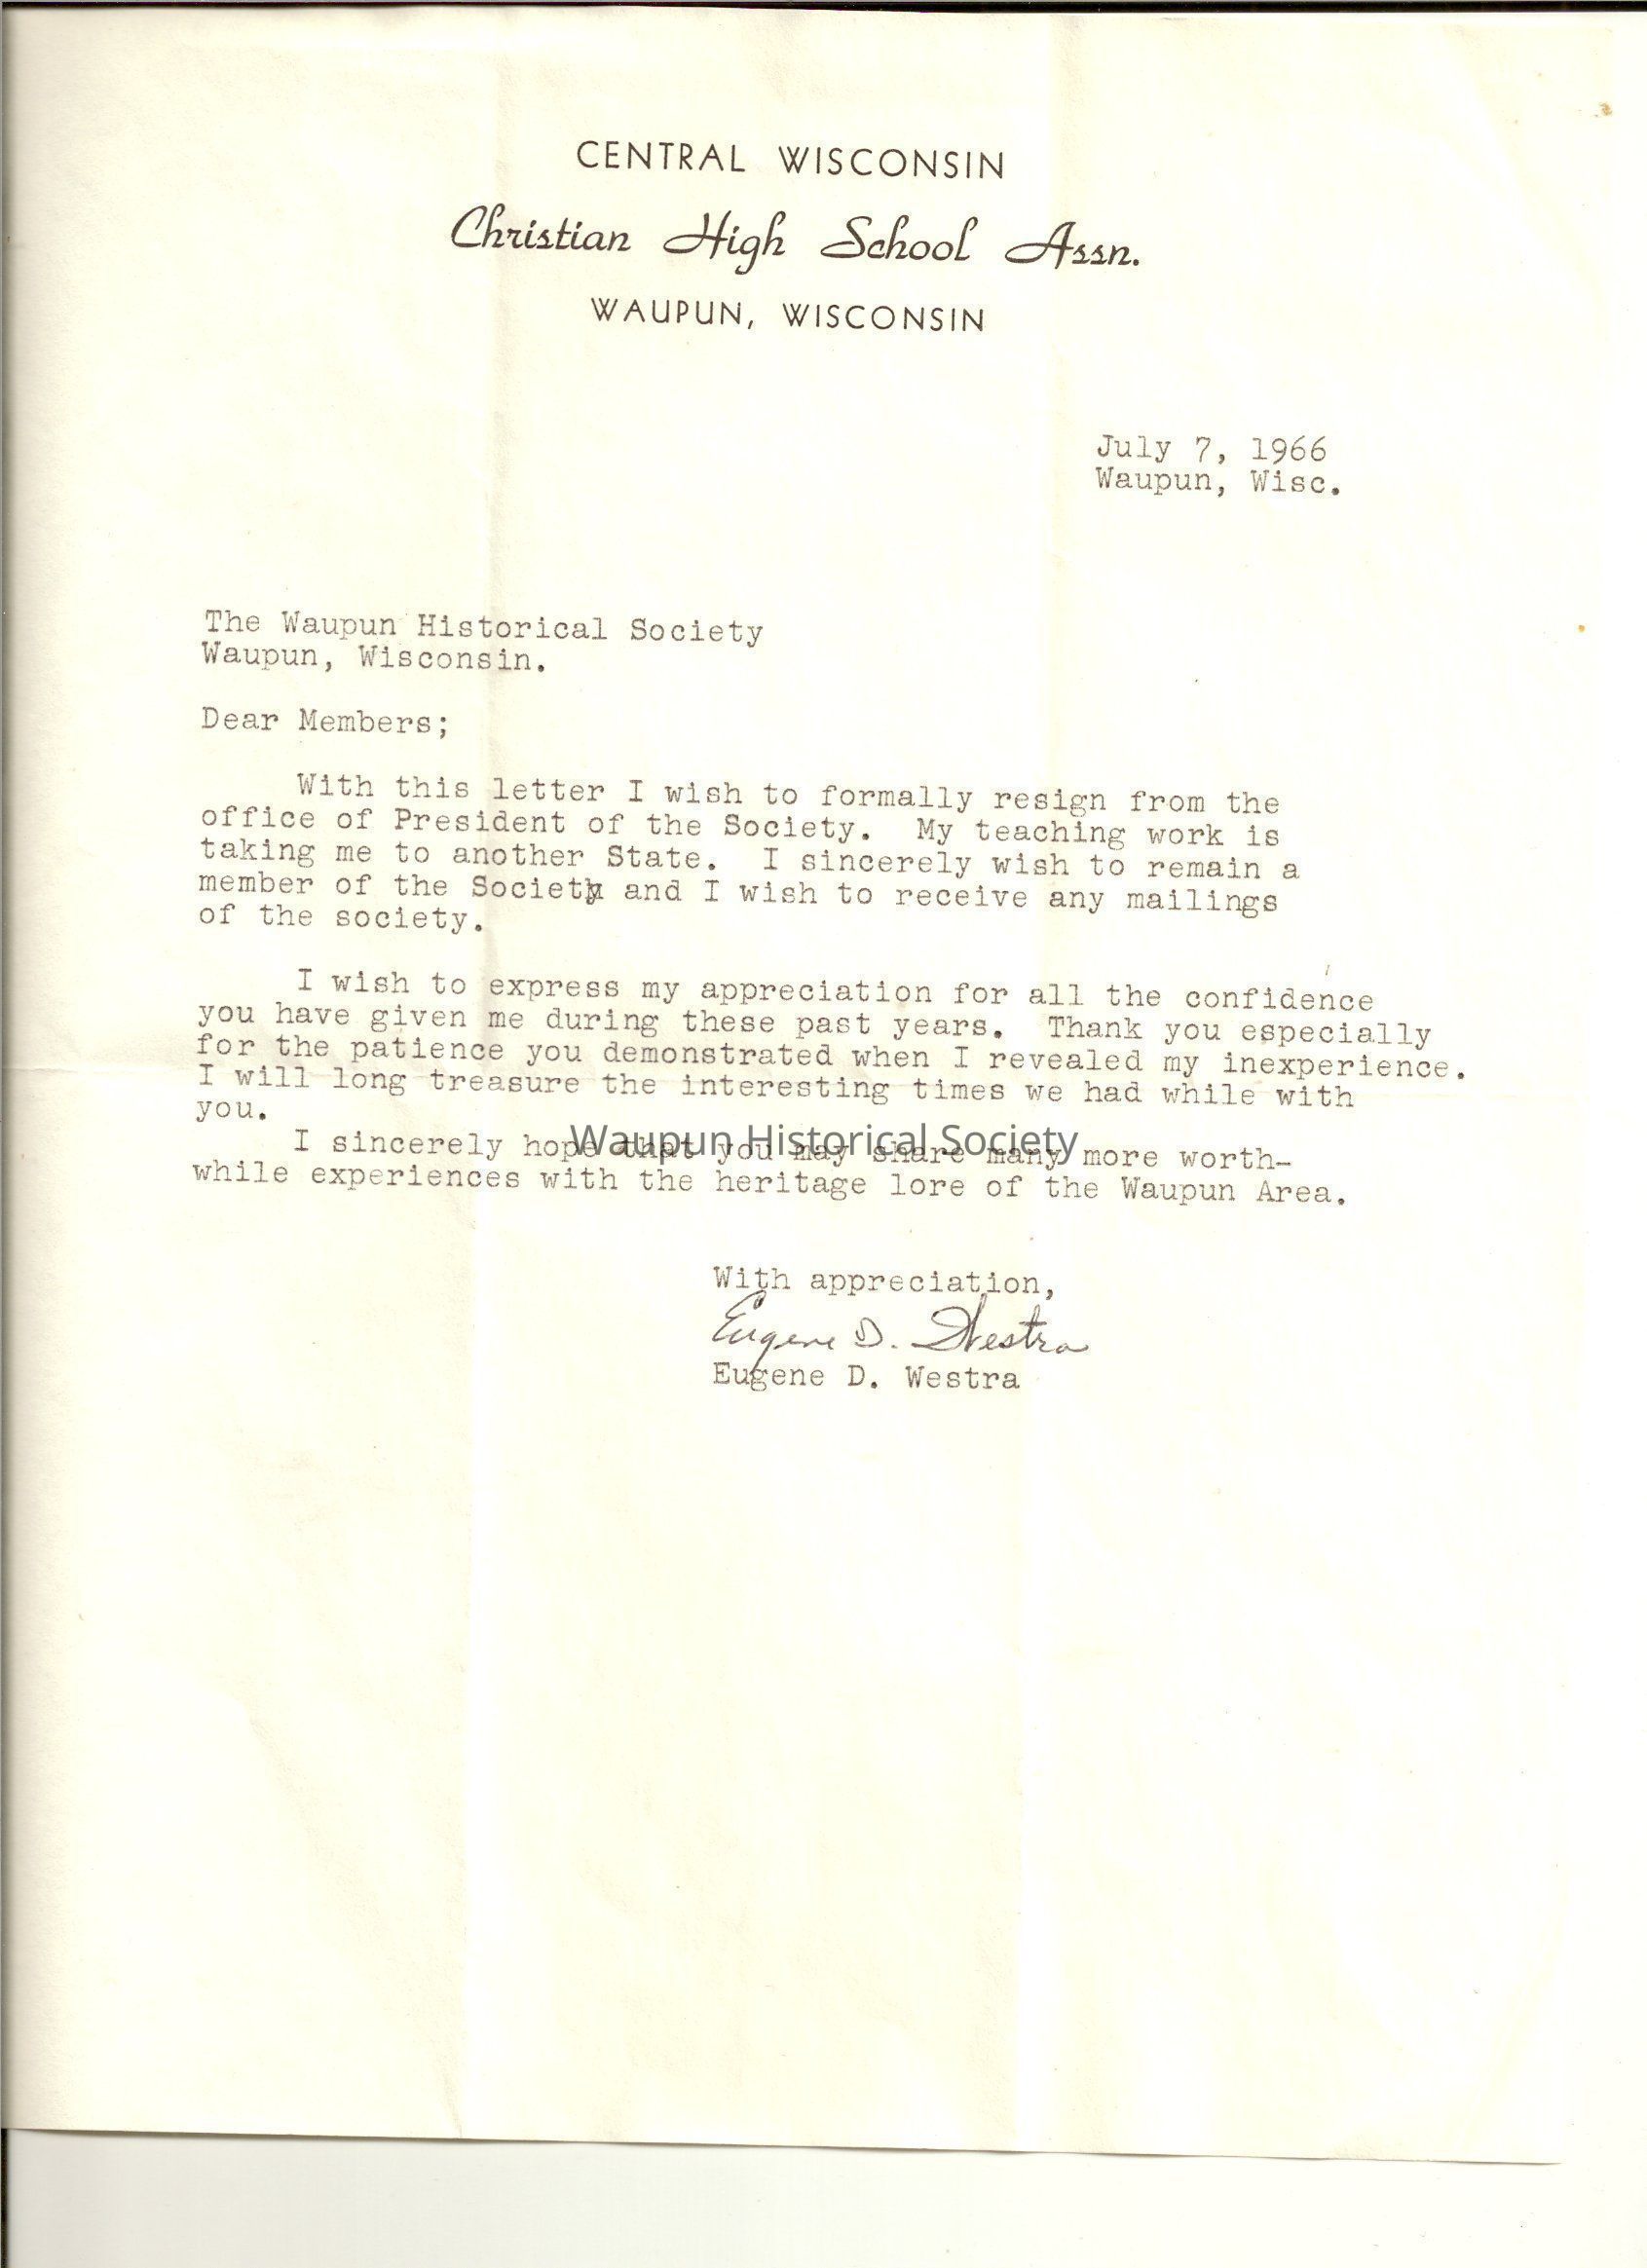 CENTRAL WISCONSIN
Christian High School Assn.
WAUPUN, WISCONSIN
July 7, 1966
Waupun, Wisc.
The Waupun Historical Society
Waupun, Wisconsin.
Dear Members;
With this letter I wish to formally resign from the
office of President of the Society. My teaching work is
taking me to another State. I sincerely wish to remain a
member of the Society and I wish to receive any mailings
of the society.
I wish to express my appreciation for all the confidence
you have given me during these past years. Thank you especially
for the patience you demonstrated when I revealed my inexperience.
I will long treasure the interesting times we had while with
you.
I sincerely hope that you may share many more worth-
while experiences with the heritage lore of the Waupun Area.
Waupun Historical Society
With appreciation,
Eugene D. Westra
Eugene D. Westra